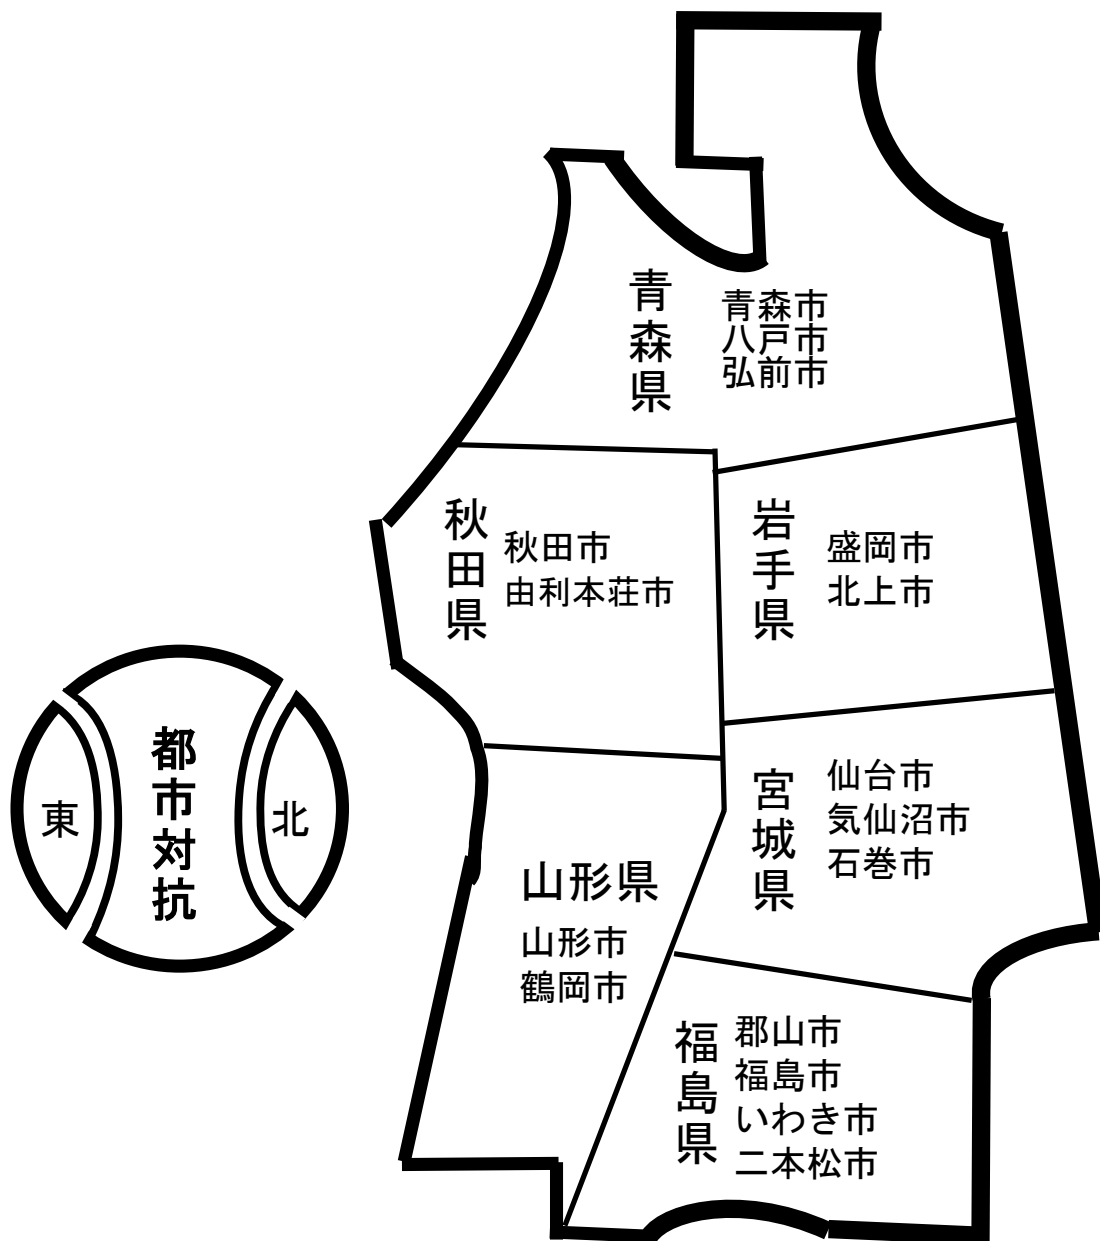 青森県
青森市
八戸市
弘前市
秋田県
秋田市
由利本荘市
岩手県
盛岡市
北上市
東
都市対抗
北
宮城県
仙台市
気仙沼市
石巻市
山形県
山形市
鶴岡市
福島県
郡山市
福島市
いわき市
二本松市